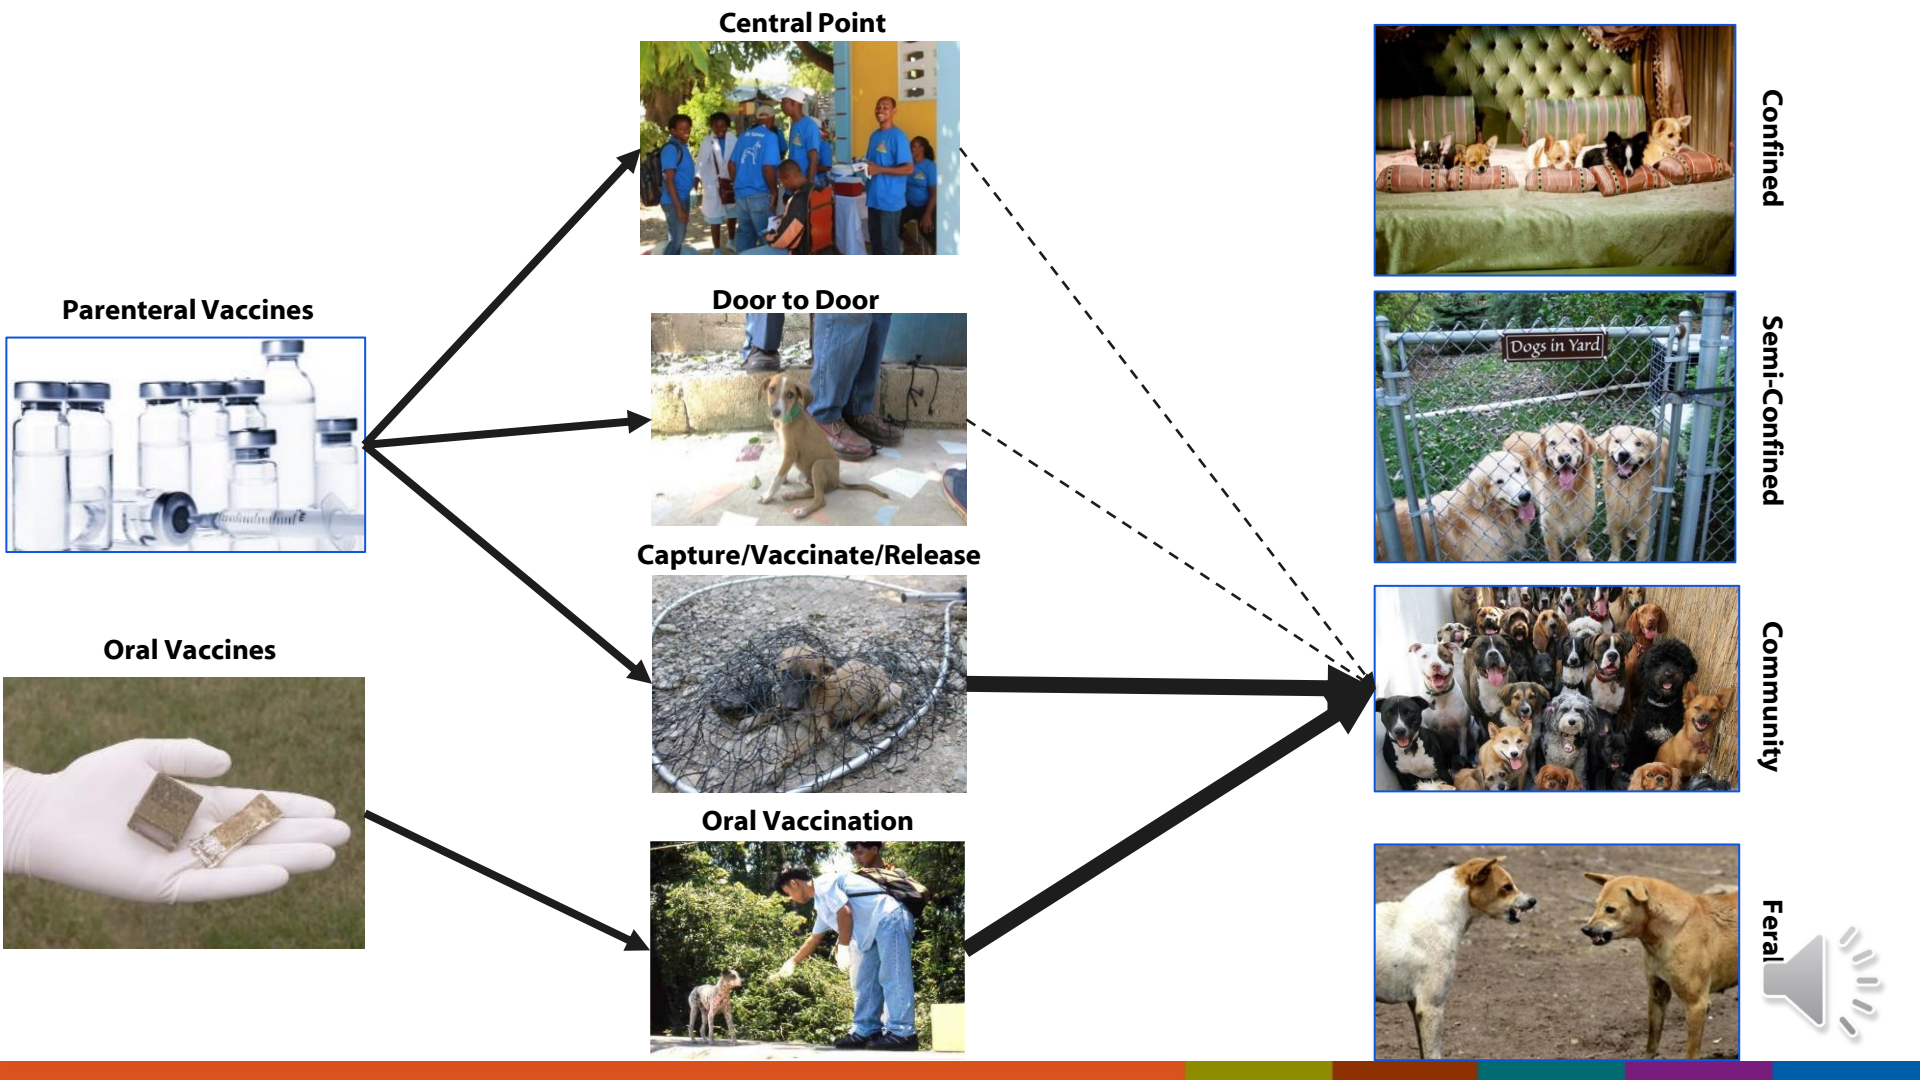 Central Point
Parenteral Vaccines
Door to Door
Capture/Vaccinate/Release
Oral Vaccines
Oral Vaccination
Confined
Dogs in Yard
Semi-Confined
Community
Feral